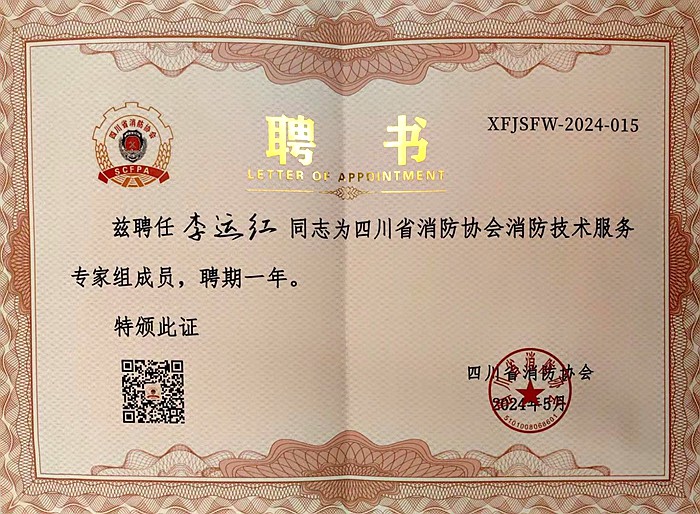 四川省消防协会
SCFPA
XFJSFW-2024-015
聘 书
LETTER OF APPOINTMENT
兹聘任 李运红 同志为四川省消防协会消防技术服务
专家组成员，聘期一年。
特颁此证
四川省消防协会
2024年5月
5101008068601